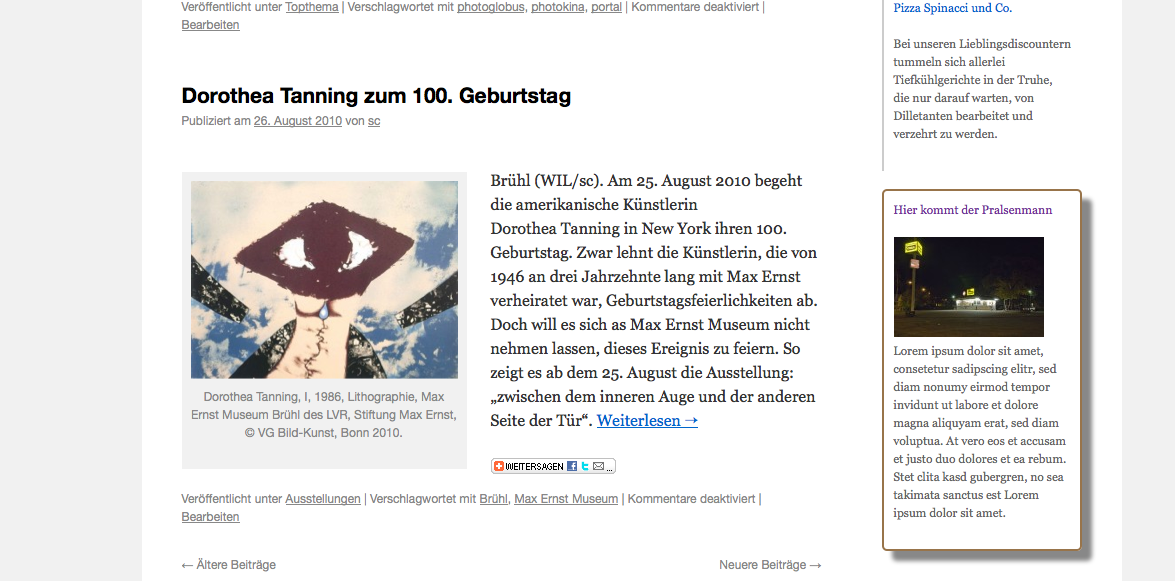 Veröffentlicht unter Topthema | Verschlagwortet mit photoglobus, photokina, portal | Kommentare deaktiviert |
Bearbeiten
Dorothea Tanning zum 100. Geburtstag
Publiziert am 26. August 2010 von sc
Brühl (WIL/sc). Am 25. August 2010 begeht
die amerikanische Künstlerin
Dorothea Tanning in New York ihren 100.
Geburtstag. Zwar lehnt die Künstlerin, die von
1946 an drei Jahrzehnte lang mit Max Ernst
verheiratet war, Geburtstagsfeierlichkeiten ab.
Doch will es sich as Max Ernst Museum nicht
nehmen lassen, dieses Ereignis zu feiern. So
zeigt es ab dem 25. August die Ausstellung:
„zwischen dem inneren Auge und der anderen
Seite der Tür“. Weiterlesen →
Dorothea Tanning, I, 1986, Lithographie, Max
Ernst Museum Brühl des LVR, Stiftung Max Ernst,
© VG Bild-Kunst, Bonn 2010.
WEITERSAGEN ...
Veröffentlicht unter Ausstellungen | Verschlagwortet mit Brühl, Max Ernst Museum | Kommentare deaktiviert |
Bearbeiten
← Ältere Beiträge
Neuere Beiträge →
Pizza Spinacci und Co.
Bei unseren Lieblingsdiscountern
tummeln sich allerlei
Tiefkühlgerichte in der Truhe,
die nur darauf warten, von
Dilletanten bearbeitet und
verzehrt zu werden.
Hier kommt der Pralsenmann
Lorem ipsum dolor sit amet,
consetetur sadipscing elitr, sed
diam nonumy eirmod tempor
invidunt ut labore et dolore
magna aliquyam erat, sed diam
voluptua. At vero eos et accusam
et justo duo dolores et ea rebum.
Stet clita kasd gubergren, no sea
takimata sanctus est Lorem
ipsum dolor sit amet.